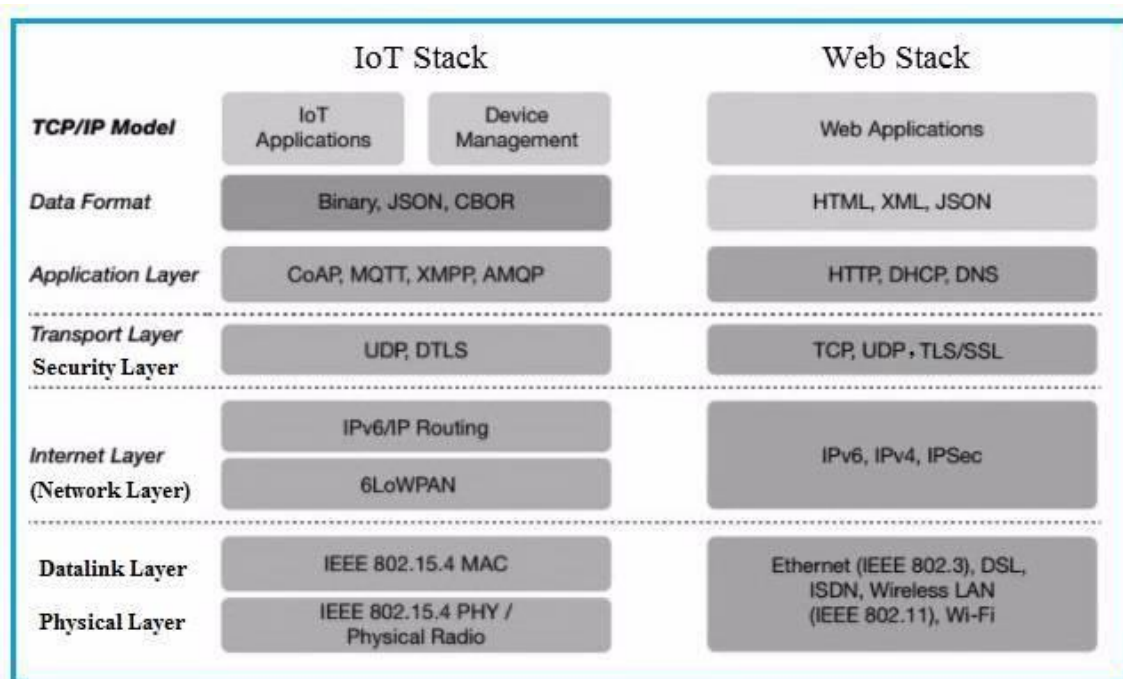 IoT Stack
Web Stack
TCP/IP Model
IoT
Applications
Device
Management
Web Applications
Data Format
Binary, JSON, CBOR
HTML, XML, JSON
Application Layer
CoAP, MQTT, XMPP, AMQP
HTTP, DHCP, DNS
Transport Layer
Security Layer
UDP, DTLS
TCP, UDP，TLS/SSL
Internet Layer
(Network Layer)
IPv6/IP Routing
6LoWPAN
IPv6, IPv4, IPSec
Datalink Layer
IEEE 802.15.4 MAC
Physical Layer
IEEE 802.15.4 PHY /
Physical Radio
Ethernet (IEEE 802.3), DSL,
ISDN, Wireless LAN
(IEEE 802.11), Wi-Fi